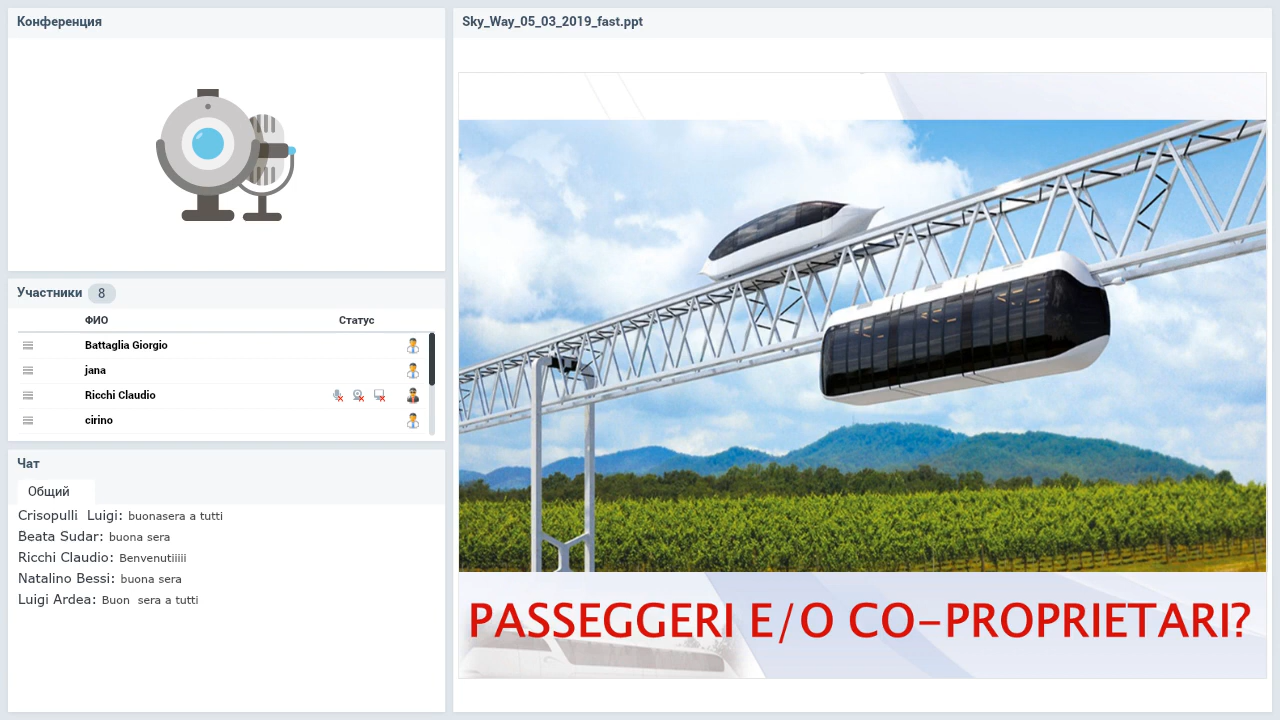 Конференция
Участники 8
ФИО Статус
Battaglia Giorgio
jana
Ricchi Claudio
cirino
Чат
Общий
Crisopulli Luigi: buonasera a tutti
Beata Sudar: buona sera
Ricchi Claudio: Benvenutiiiii
Natalino Bessi: buona sera
Luigi Ardea: Buon sera a tutti
Sky_Way_05_03_2019_fast.ppt
PASSEGGERI E/O CO-PROPRIETARI?